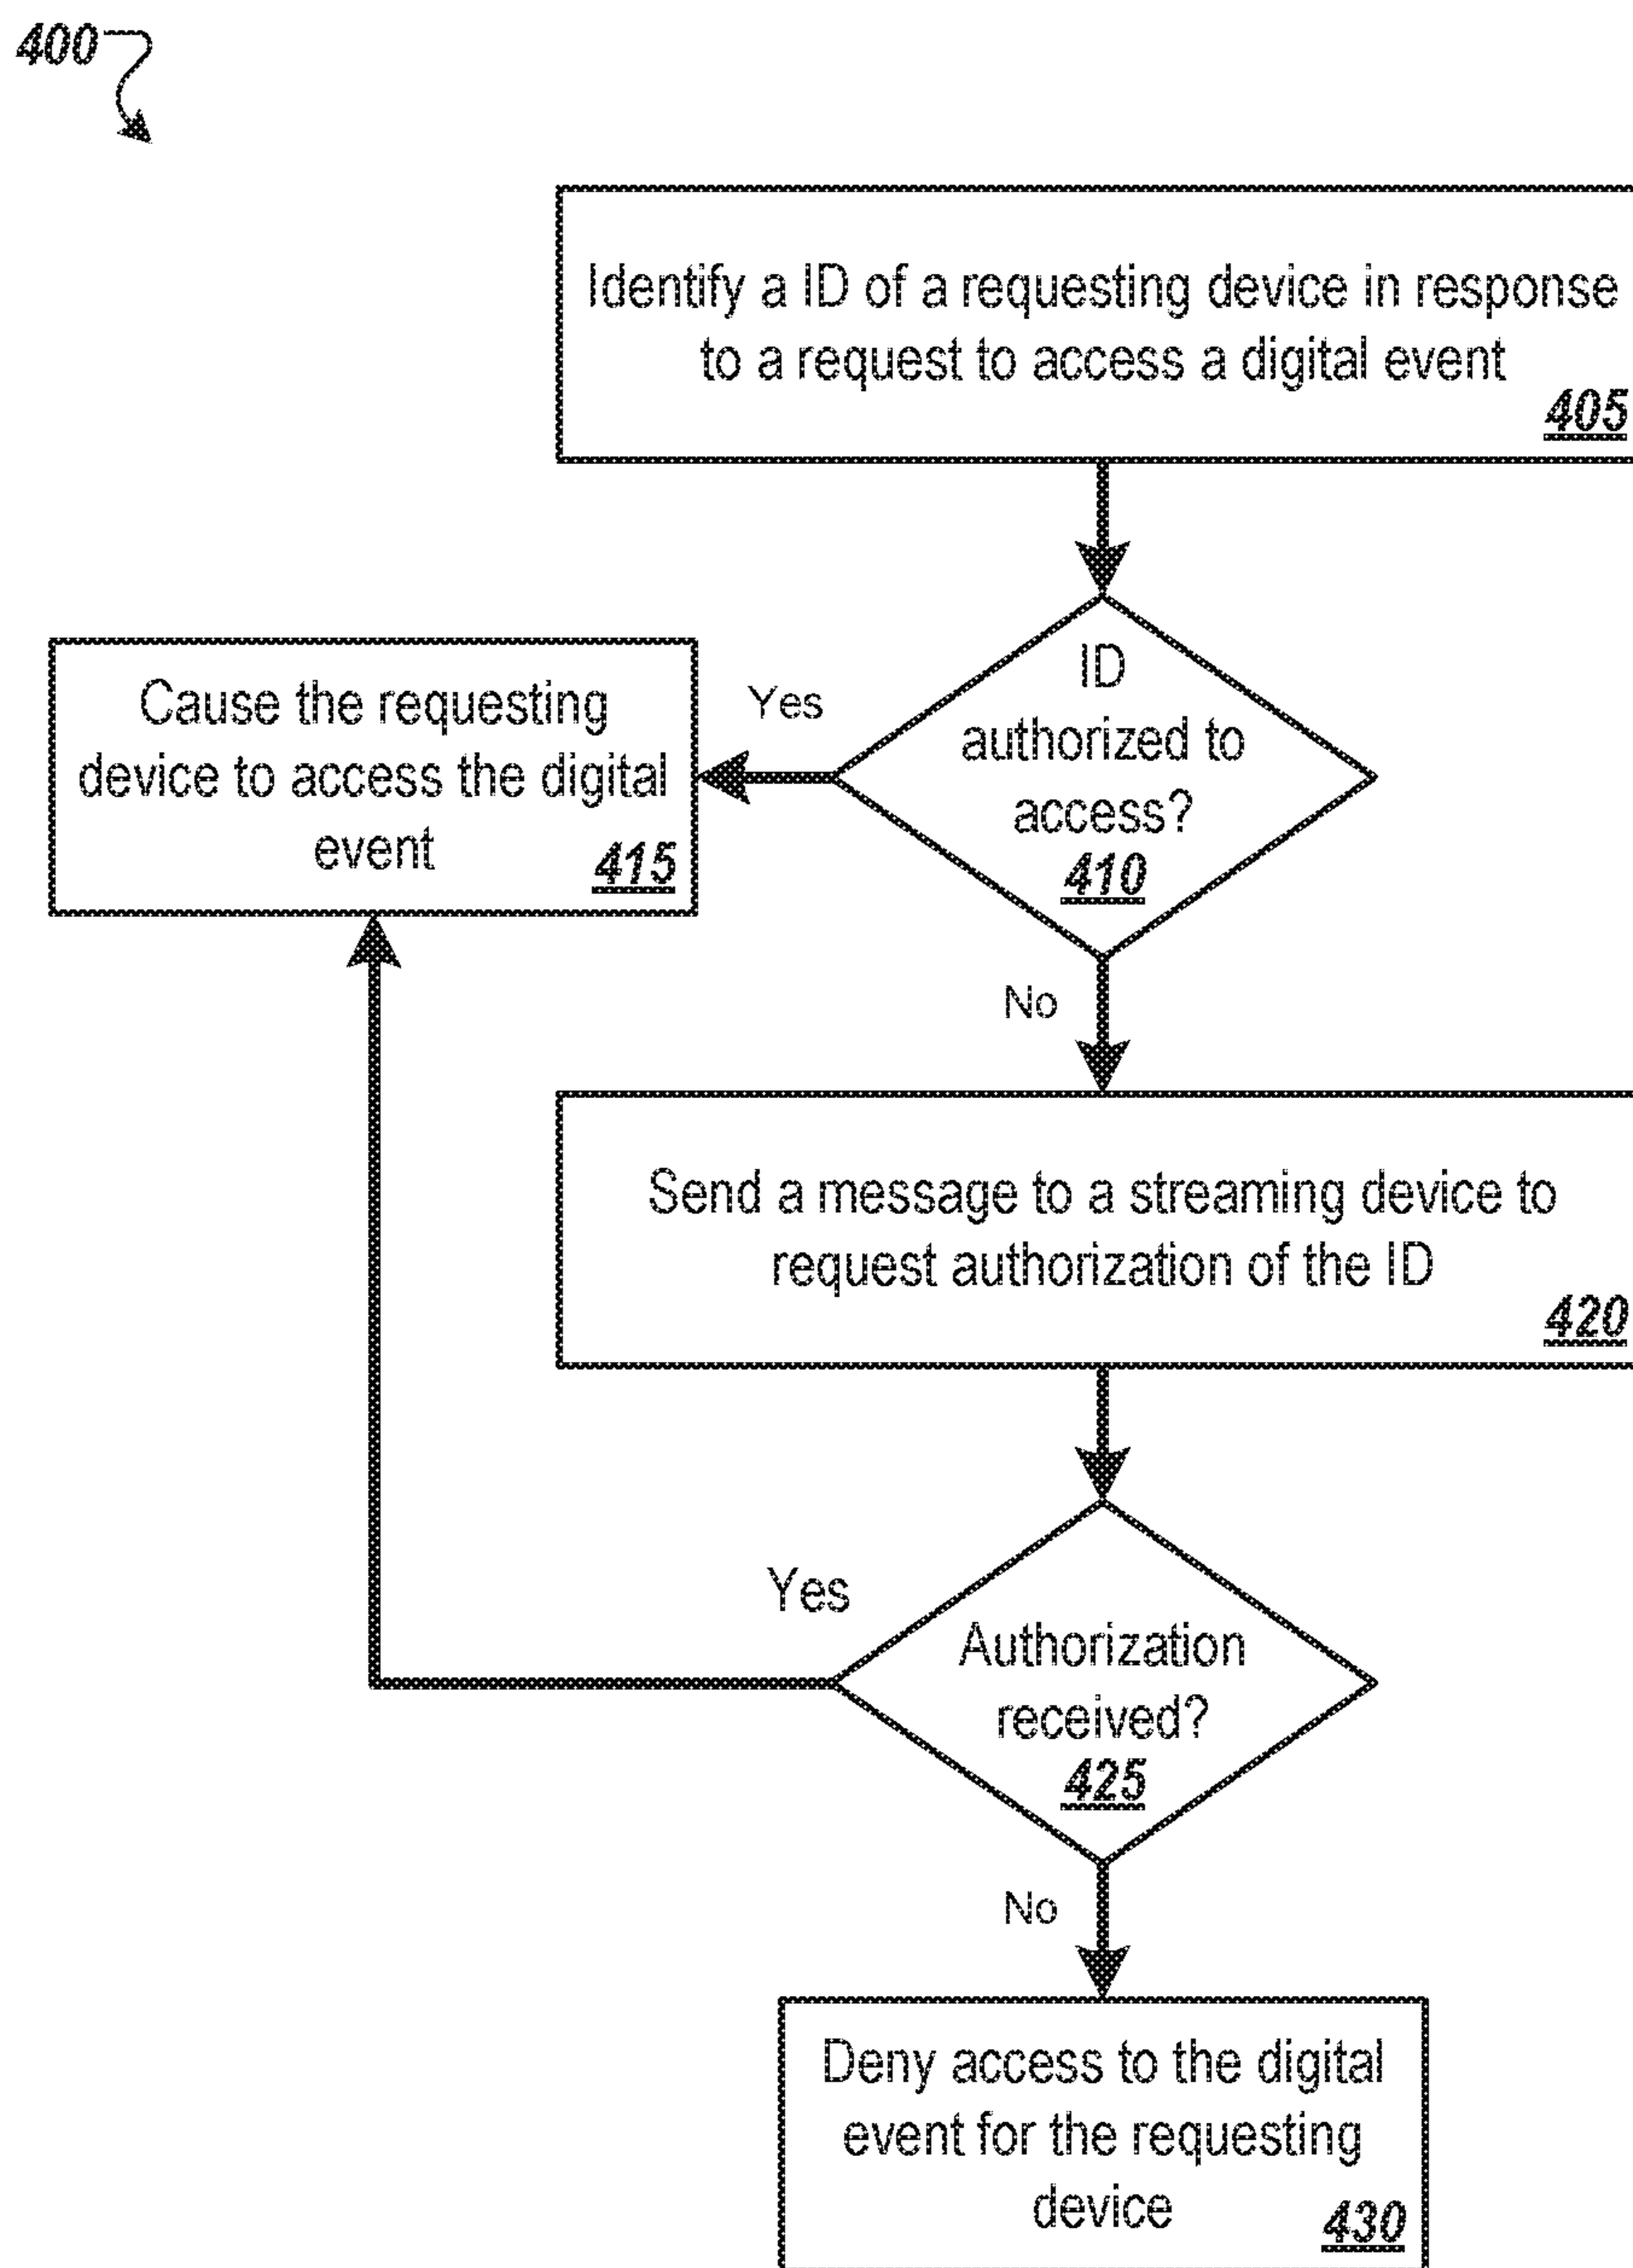 400
Identify a ID of a requesting device in response
to a request to access a digital event
405
ID
authorized to
access?
410
Yes
Cause the requesting
device to access the digital
event
415
No
Send a message to a streaming device to
request authorization of the ID
420
Yes
Authorization
received?
425
No
Deny access to the digital
event for the requesting
device
430